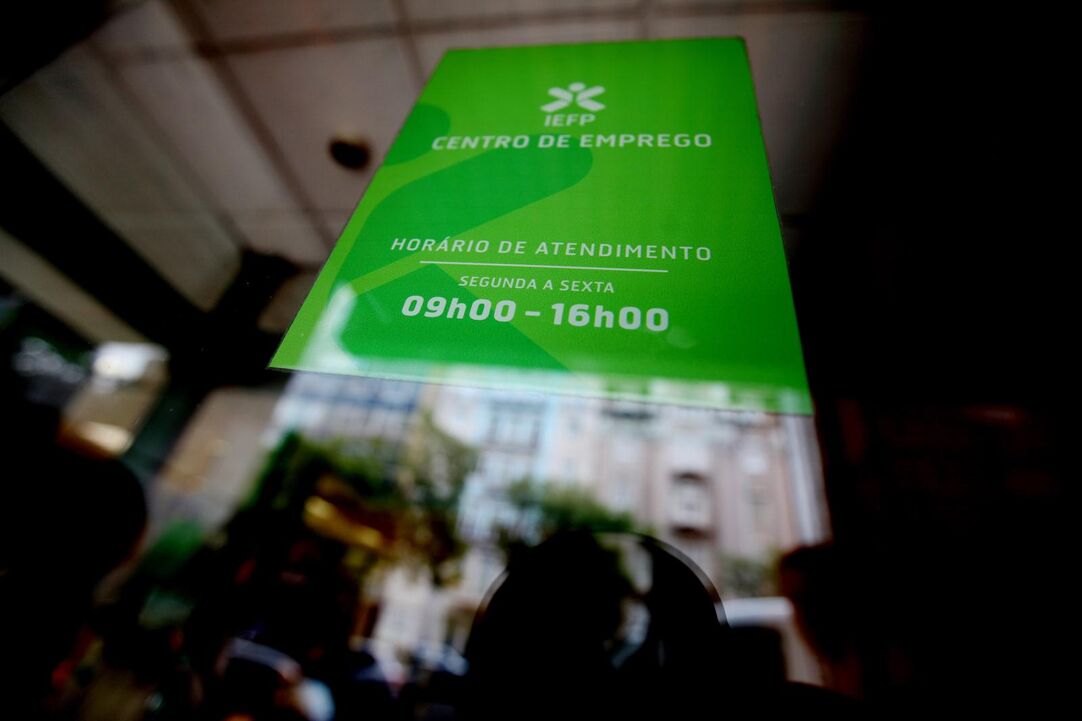 IEFP
CENTRO DE EMPREGO
HORÁRIO DE ATENDIMENTO
SEGUNDA A SEXTA
09h00 - 16h00